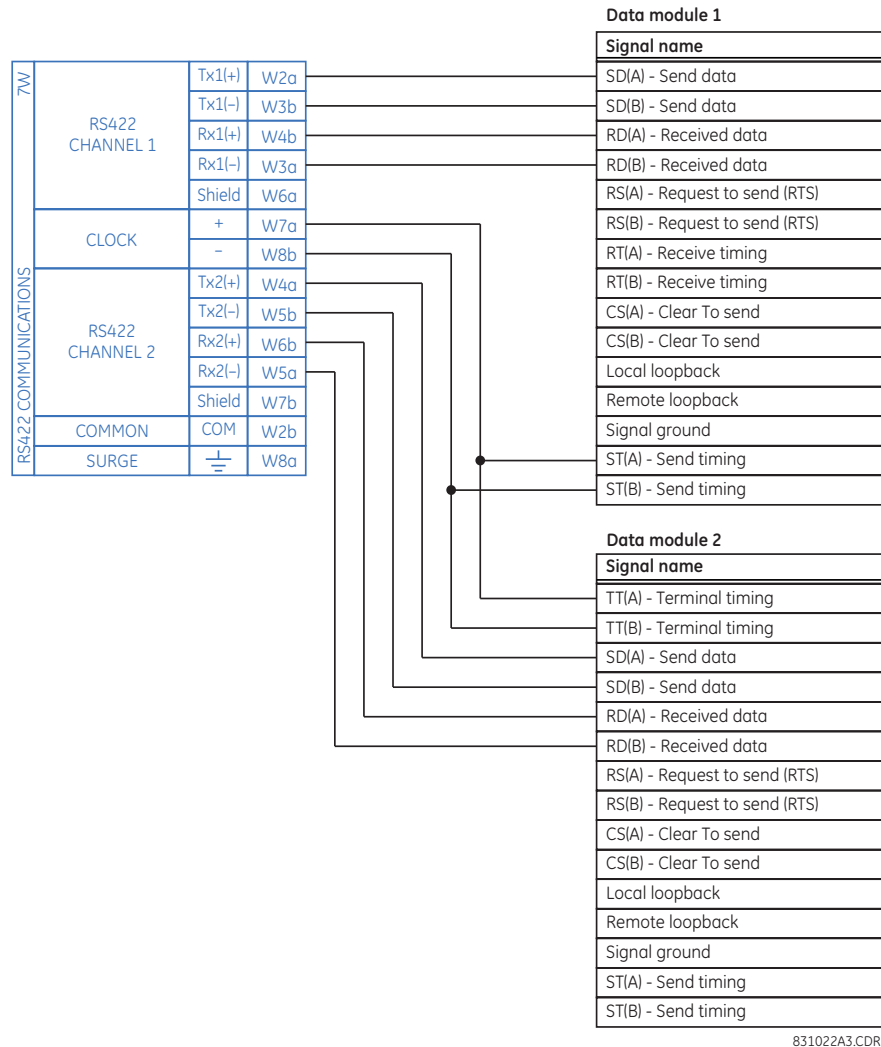 Data module 1
Signal name
SD(A) - Send data
SD(B) - Send data
RD(A) - Received data
RD(B) - Received data
RS(A) - Request to send (RTS)
RS(B) - Request to send (RTS)
RT(A) - Receive timing
RT(B) - Receive timing
CS(A) - Clear To send
CS(B) - Clear To send
Local loopback
Remote loopback
Signal ground
ST(A) - Send timing
ST(B) - Send timing
7W
RS422 COMMUNICATIONS
RS422
CHANNEL 1
Tx1(+) W2a
Tx1(–) W3b
Rx1(+) W4b
Rx1(–) W3a
Shield W6a
CLOCK
+ W7a
– W8b
RS422
CHANNEL 2
Tx2(+) W4a
Tx2(–) W5b
Rx2(+) W6b
Rx2(–) W5a
Shield W7b
COMMON COM W2b
SURGE W8a
Data module 2
Signal name
TT(A) - Terminal timing
TT(B) - Terminal timing
SD(A) - Send data
SD(B) - Send data
RD(A) - Received data
RD(B) - Received data
RS(A) - Request to send (RTS)
RS(B) - Request to send (RTS)
CS(A) - Clear To send
CS(B) - Clear To send
Local loopback
Remote loopback
Signal ground
ST(A) - Send timing
ST(B) - Send timing
831022A3.CDR